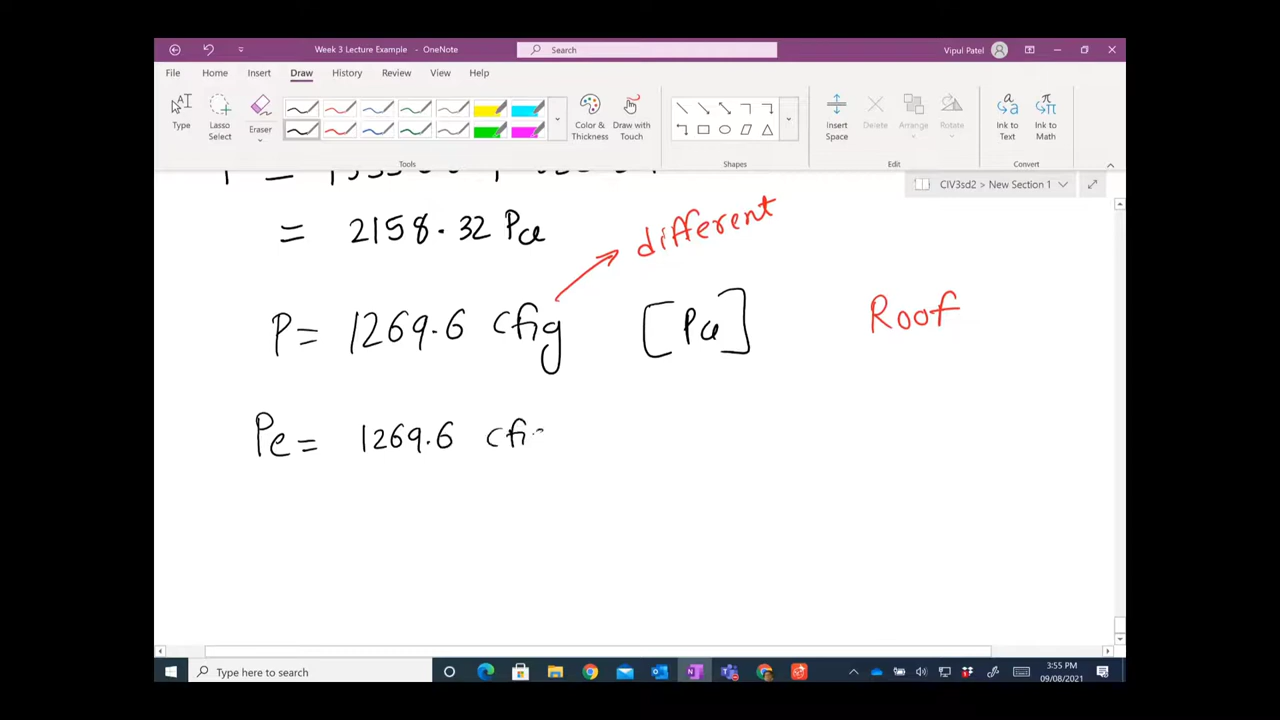 Week 3 Lecture Example - OneNote
Search
Vipul Patel
File Home Insert Draw History Review View Help
Type
Lasso Select
Eraser
Color & Thickness
Draw with Touch
Insert Space
Delete
Arrange
Rotate
Ink to Text
Ink to Math
Tools
Shapes
Edit
Convert
CIV3sd2 > New Section 1
= 2158.32 Pa
different
P = 1269.6 Cfig [Pa]
Roof
Pe = 1269.6 cfi
Type here to search
3:55 PM
09/08/2021